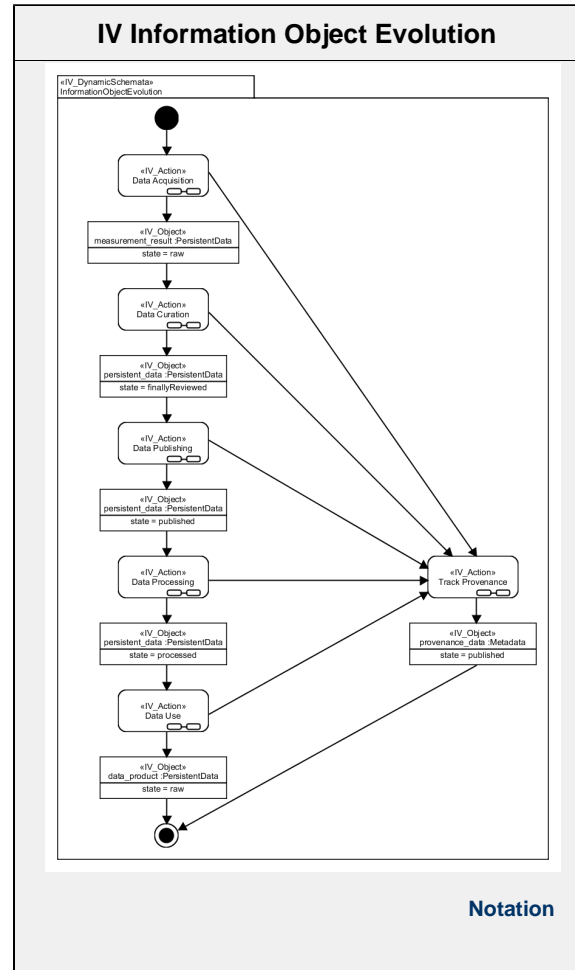 IV Information Object Evolution
«IV_DynamicSchemata»
InformationObjectEvolution
«IV_Action»
Data Acquisition
«IV_Object»
measurement_result :PersistentData
state = raw
«IV_Action»
Data Curation
«IV_Object»
persistent_data :PersistentData
state = finallyReviewed
«IV_Action»
Data Publishing
«IV_Object»
persistent_data :PersistentData
state = published
«IV_Action»
Data Processing
«IV_Action»
Track Provenance
«IV_Object»
persistent_data :PersistentData
state = processed
«IV_Object»
provenance_data :Metadata
state = published
«IV_Action»
Data Use
«IV_Object»
data_product :PersistentData
state = raw
Notation